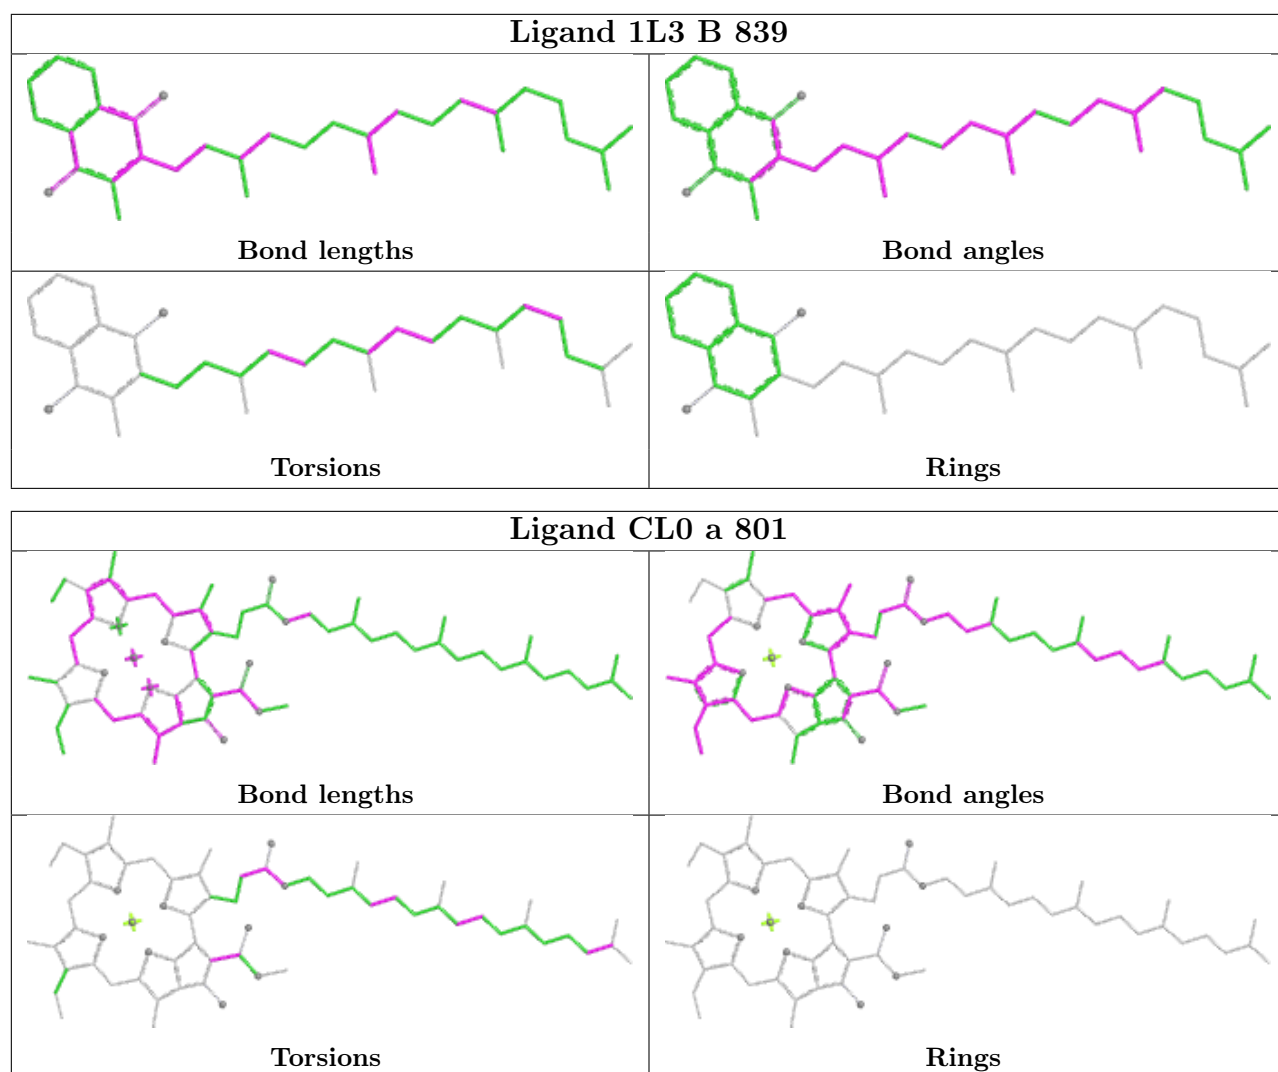 Ligand 1L3 B 839
Bond lengths
Bond angles
Torsions
Rings
Ligand CL0 a 801
Bond lengths
Bond angles
Torsions
Rings